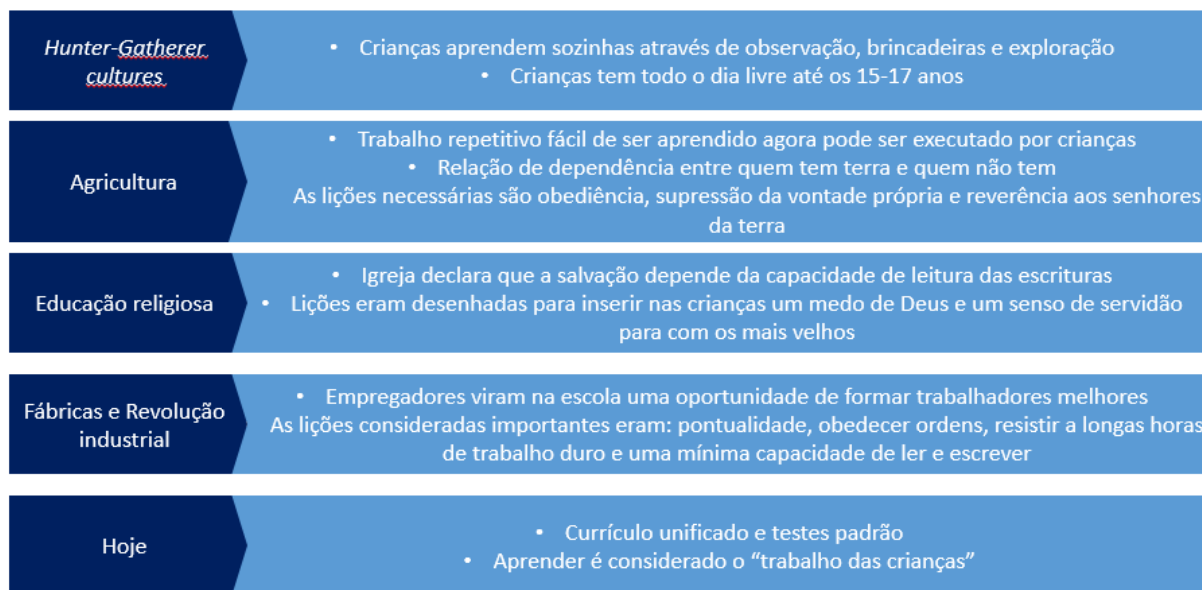 Hunter-Gatherer
cultures
• Crianças aprendem sozinhas através de observação, brincadeiras e exploração
• Crianças tem todo o dia livre até os 15-17 anos
Agricultura
• Trabalho repetitivo fácil de ser aprendido agora pode ser executado por crianças
• Relação de dependência entre quem tem terra e quem não tem
As lições necessárias são obediência, supressão da vontade própria e reverência aos senhores
da terra
Educação religiosa
• Igreja declara que a salvação depende da capacidade de leitura das escrituras
• Lições eram desenhadas para inserir nas crianças um medo de Deus e um senso de servidão
para com os mais velhos
Fábricas e Revolução
industrial
• Empregadores viram na escola uma oportunidade de formar trabalhadores melhores
As lições consideradas importantes eram: pontualidade, obedecer ordens, resistir a longas horas
de trabalho duro e uma mínima capacidade de ler e escrever
Hoje
• Currículo unificado e testes padrão
• Aprender é considerado o “trabalho das crianças”